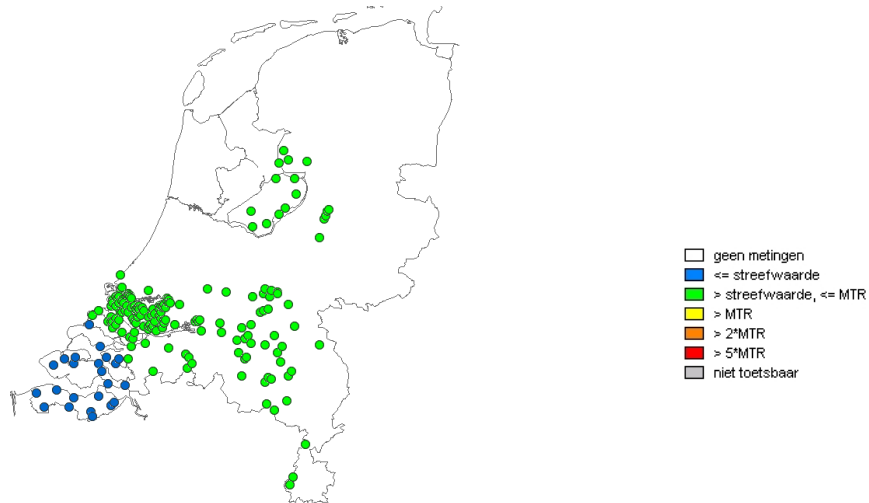 geen metingen
<= streefwaarde
> streefwaarde, <= MTR
> MTR
> 2*MTR
> 5*MTR
niet toetsbaar